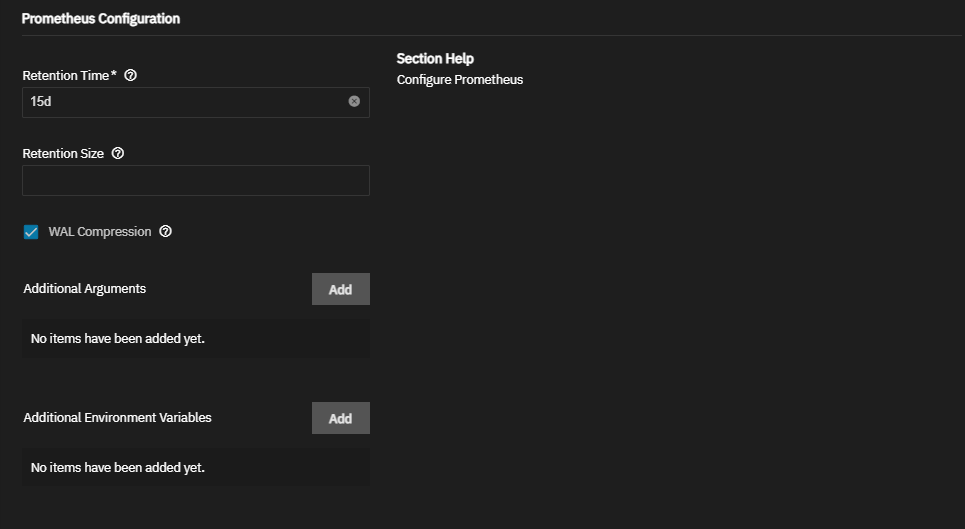 Prometheus Configuration
Retention Time*
15d
Retention Size
WAL Compression
Additional Arguments
Add
No items have been added yet.
Additional Environment Variables
Add
No items have been added yet.
Section Help
Configure Prometheus